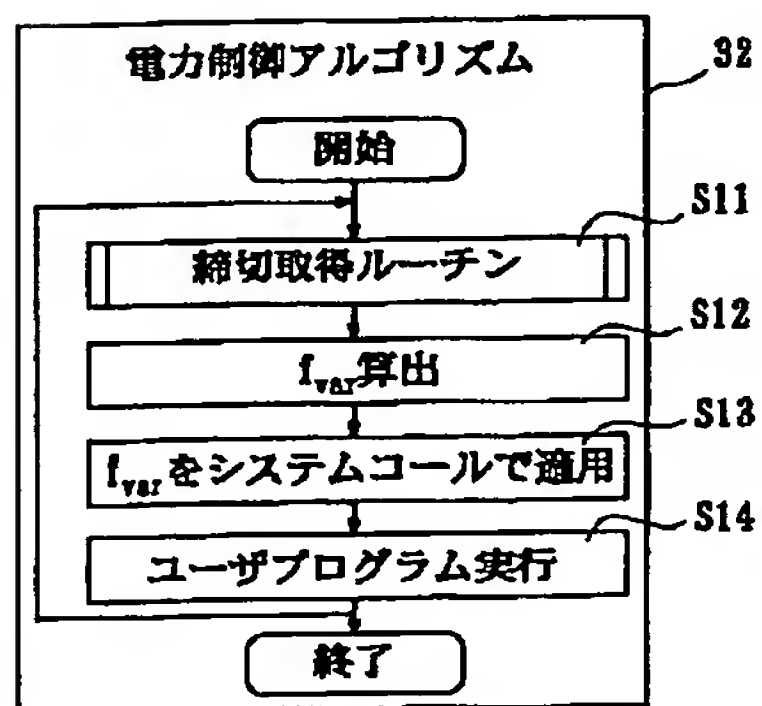 電力制御アルゴリズム
32
開始
S11
締切取得ルーチン
S12
fvar算出
S13
fvarをシステムコールで適用
S14
ユーザプログラム実行
終了